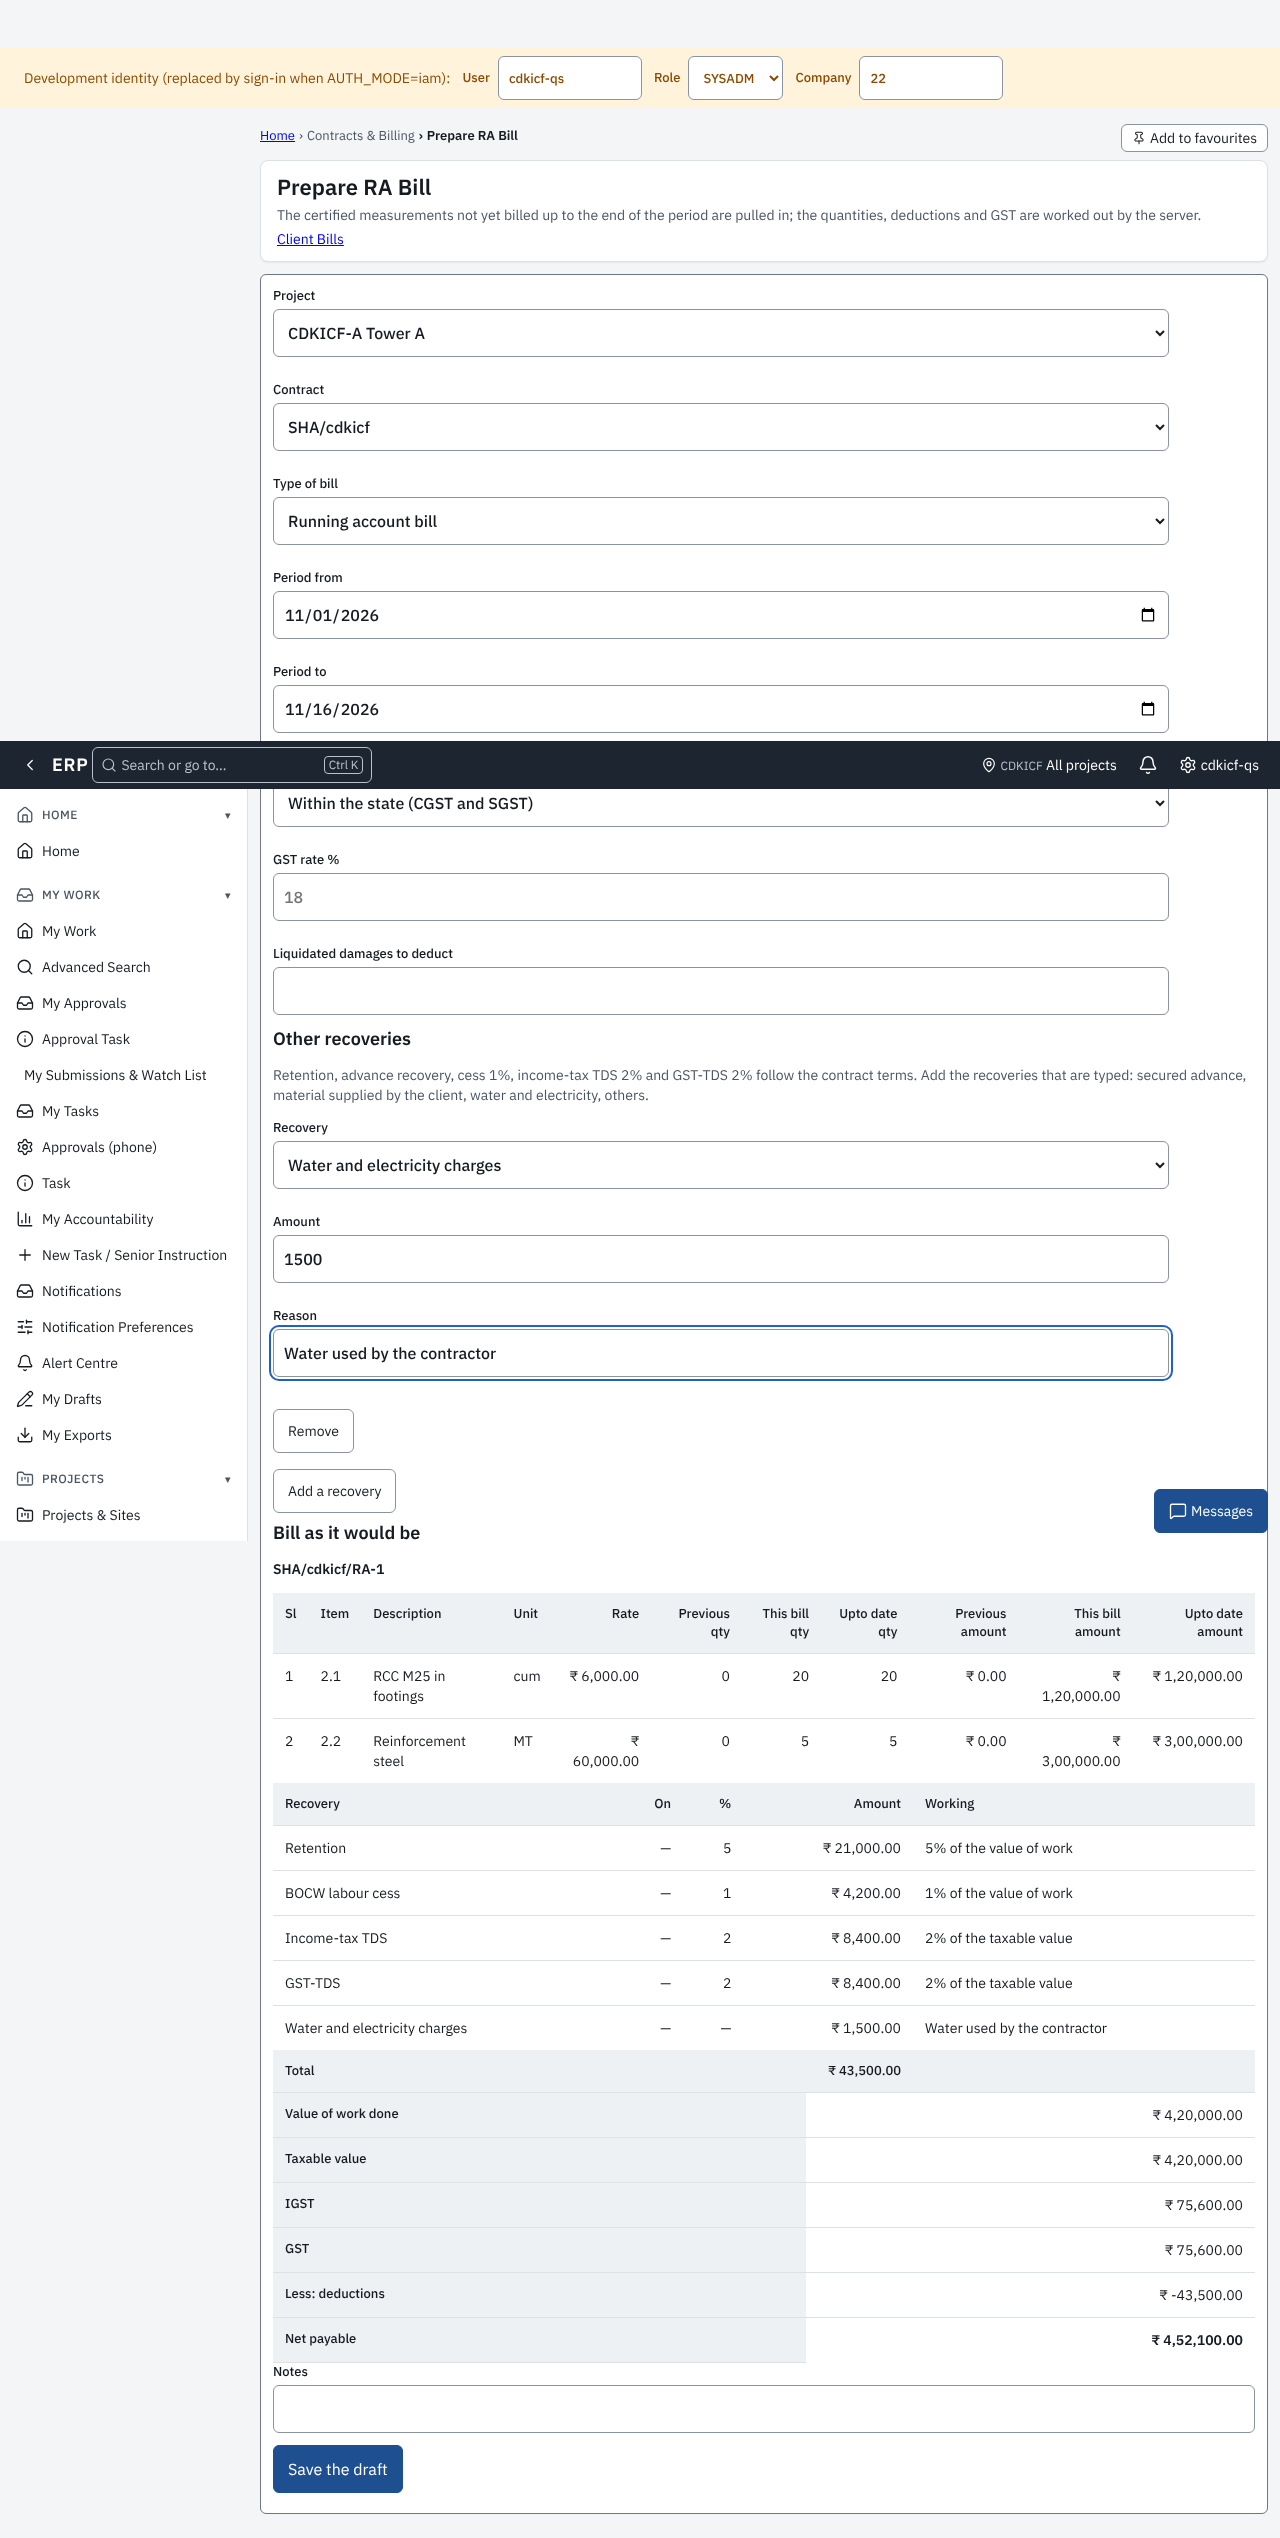 Development identity (replaced by sign-in when AUTH_MODE=iam): User cdkicf-qs Role SYSADM Company 22
Home › Contracts & Billing › Prepare RA Bill
Add to favourites
Prepare RA Bill
The certified measurements not yet billed up to the end of the period are pulled in; the quantities, deductions and GST are worked out by the server.
Client Bills
Project
CDKICF-A Tower A
Contract
SHA/cdkicf
Type of bill
Running account bill
Period from
11/01/2026
Period to
11/16/2026
ERP Search or go to... Ctrl K CDKICF All projects cdkicf-qs
HOME
Home
MY WORK
My Work
Advanced Search
My Approvals
Approval Task
My Submissions & Watch List
My Tasks
Approvals (phone)
Task
My Accountability
New Task / Senior Instruction
Notifications
Notification Preferences
Alert Centre
My Drafts
My Exports
PROJECTS
Projects & Sites
Within the state (CGST and SGST)
GST rate %
18
Liquidated damages to deduct
Other recoveries
Retention, advance recovery, cess 1%, income-tax TDS 2% and GST-TDS 2% follow the contract terms. Add the recoveries that are typed: secured advance,
material supplied by the client, water and electricity, others.
Recovery
Water and electricity charges
Amount
1500
Reason
Water used by the contractor
Remove
Add a recovery
Messages
Bill as it would be
SHA/cdkicf/RA-1
Sl Item Description Unit Rate Previous qty This bill qty Upto date qty Previous amount This bill amount Upto date amount
1 2.1 RCC M25 in footings cum ₹ 6,000.00 0 20 20 ₹ 0.00 ₹ 1,20,000.00 ₹ 1,20,000.00
2 2.2 Reinforcement steel MT ₹ 60,000.00 0 5 5 ₹ 0.00 ₹ 3,00,000.00 ₹ 3,00,000.00
Recovery On % Amount Working
Retention — 5 ₹ 21,000.00 5% of the value of work
BOCW labour cess — 1 ₹ 4,200.00 1% of the value of work
Income-tax TDS — 2 ₹ 8,400.00 2% of the taxable value
GST-TDS — 2 ₹ 8,400.00 2% of the taxable value
Water and electricity charges — — ₹ 1,500.00 Water used by the contractor
Total ₹ 43,500.00
Value of work done ₹ 4,20,000.00
Taxable value ₹ 4,20,000.00
IGST ₹ 75,600.00
GST ₹ 75,600.00
Less: deductions ₹ -43,500.00
Net payable ₹ 4,52,100.00
Notes
Save the draft